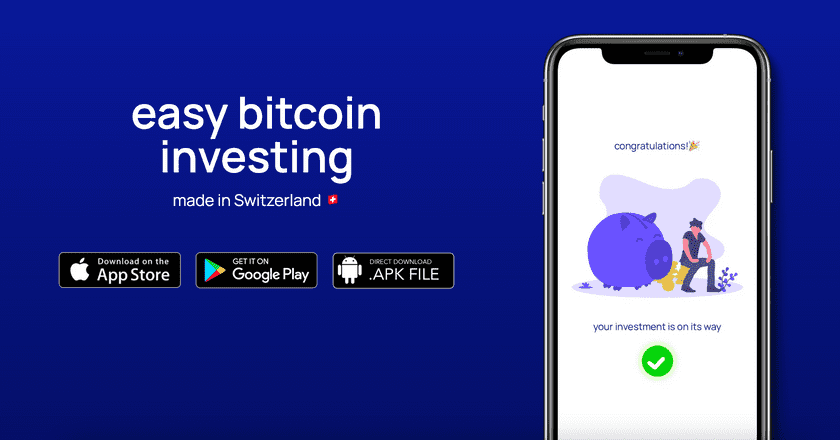 easy bitcoin
investing
made in Switzerland 🇨🇭
Download on the
App Store
GET IT ON
Google Play
DIRECT DOWNLOAD
.APK FILE
congratulations!🎉
your investment is on its way